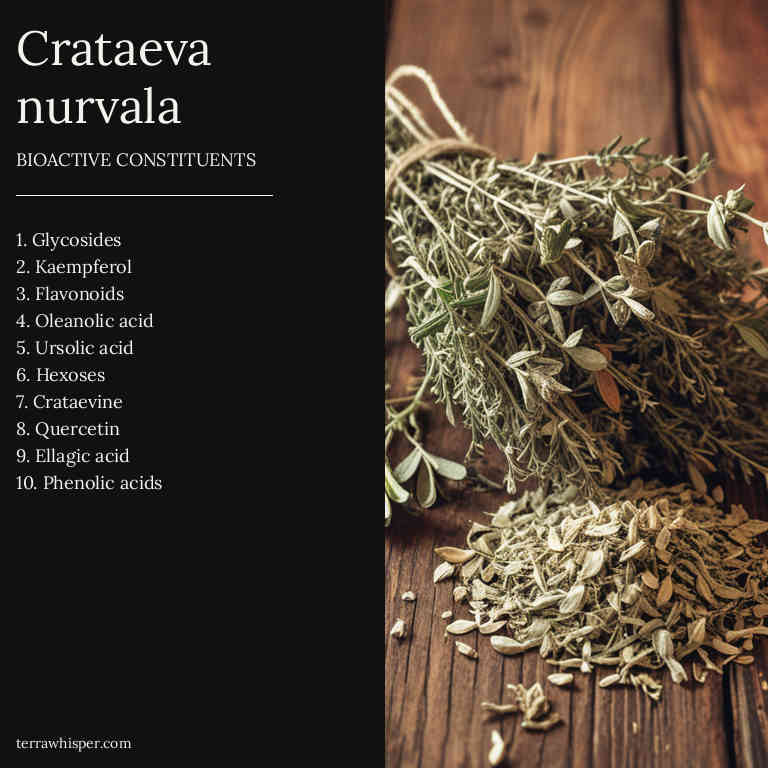 Crataeva
nurvala
BIOACTIVE CONSTITUENTS
1. Glycosides
2. Kaempferol
3. Flavonoids
4. Oleanolic acid
5. Ursolic acid
6. Hexoses
7. Crataevine
8. Quercetin
9. Ellagic acid
10. Phenolic acids
terrawhisper.com